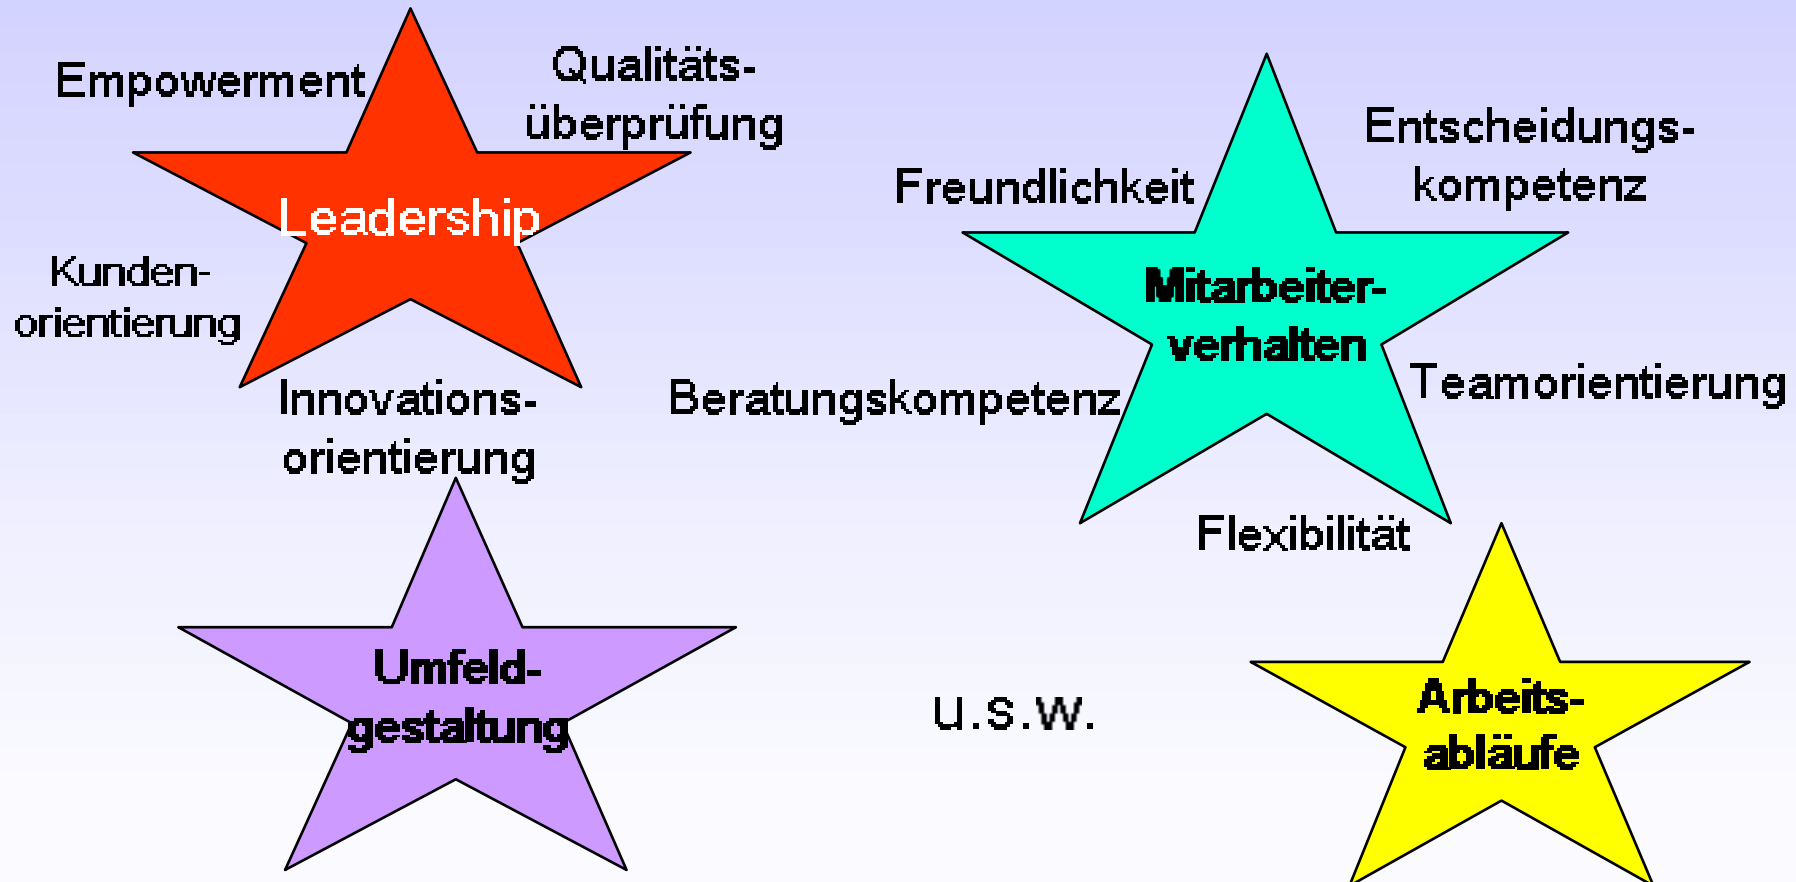 Empowerment
Qualitäts-
überprüfung
Leadership
Kunden-
orientierung
Innovations-
orientierung
Freundlichkeit
Entscheidungs-
kompetenz
Mitarbeiter-
verhalten
Beratungskompetenz
Teamorientierung
Flexibilität
Umfeld-
gestaltung
u.s.w.
Arbeits-
abläufe